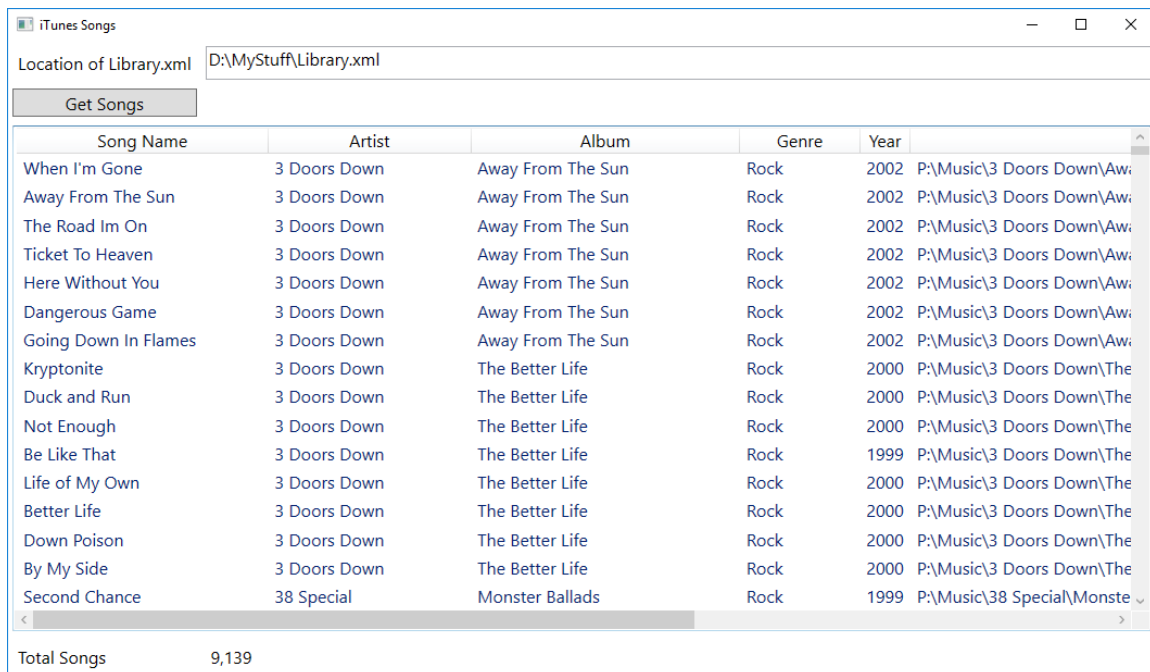 iTunes Songs
Location of Library.xml D:\MyStuff\Library.xml
Get Songs
Song Name Artist Album Genre Year
When I'm Gone 3 Doors Down Away From The Sun Rock 2002 P:\Music\3 Doors Down\Awa
Away From The Sun 3 Doors Down Away From The Sun Rock 2002 P:\Music\3 Doors Down\Awa
The Road Im On 3 Doors Down Away From The Sun Rock 2002 P:\Music\3 Doors Down\Awa
Ticket To Heaven 3 Doors Down Away From The Sun Rock 2002 P:\Music\3 Doors Down\Awa
Here Without You 3 Doors Down Away From The Sun Rock 2002 P:\Music\3 Doors Down\Awa
Dangerous Game 3 Doors Down Away From The Sun Rock 2002 P:\Music\3 Doors Down\Awa
Going Down In Flames 3 Doors Down Away From The Sun Rock 2002 P:\Music\3 Doors Down\Awa
Kryptonite 3 Doors Down The Better Life Rock 2000 P:\Music\3 Doors Down\The
Duck and Run 3 Doors Down The Better Life Rock 2000 P:\Music\3 Doors Down\The
Not Enough 3 Doors Down The Better Life Rock 2000 P:\Music\3 Doors Down\The
Be Like That 3 Doors Down The Better Life Rock 1999 P:\Music\3 Doors Down\The
Life of My Own 3 Doors Down The Better Life Rock 2000 P:\Music\3 Doors Down\The
Better Life 3 Doors Down The Better Life Rock 2000 P:\Music\3 Doors Down\The
Down Poison 3 Doors Down The Better Life Rock 2000 P:\Music\3 Doors Down\The
By My Side 3 Doors Down The Better Life Rock 2000 P:\Music\3 Doors Down\The
Second Chance 38 Special Monster Ballads Rock 1999 P:\Music\38 Special\Monste
Total Songs 9,139